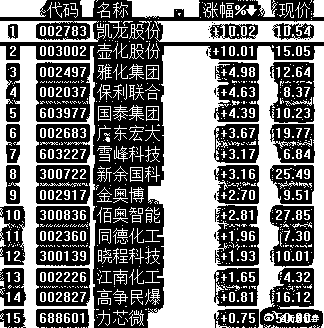 代码 名称 涨幅% 现价
1 002783 凯龙股份 +10.02 10.54
2 003002 壶化股份 +10.01 15.05
3 002497 雅化集团 +4.98 12.64
4 002037 保利联合 +4.63 8.37
5 603977 国泰集团 +4.39 10.23
6 002683 广东宏大 +3.67 19.77
7 603227 雪峰科技 +3.17 6.84
8 300722 新余国科 +3.16 25.49
9 002917 金奥博 +2.70 9.51
10 300836 佰奥智能 +2.81 27.85
11 002360 同德化工 +1.96 7.30
12 300139 晓程科技 +1.93 10.01
13 002226 江南化工 +1.65 4.32
14 002827 高争民爆 +0.81 16.12
15 688601 力芯微 +0.75